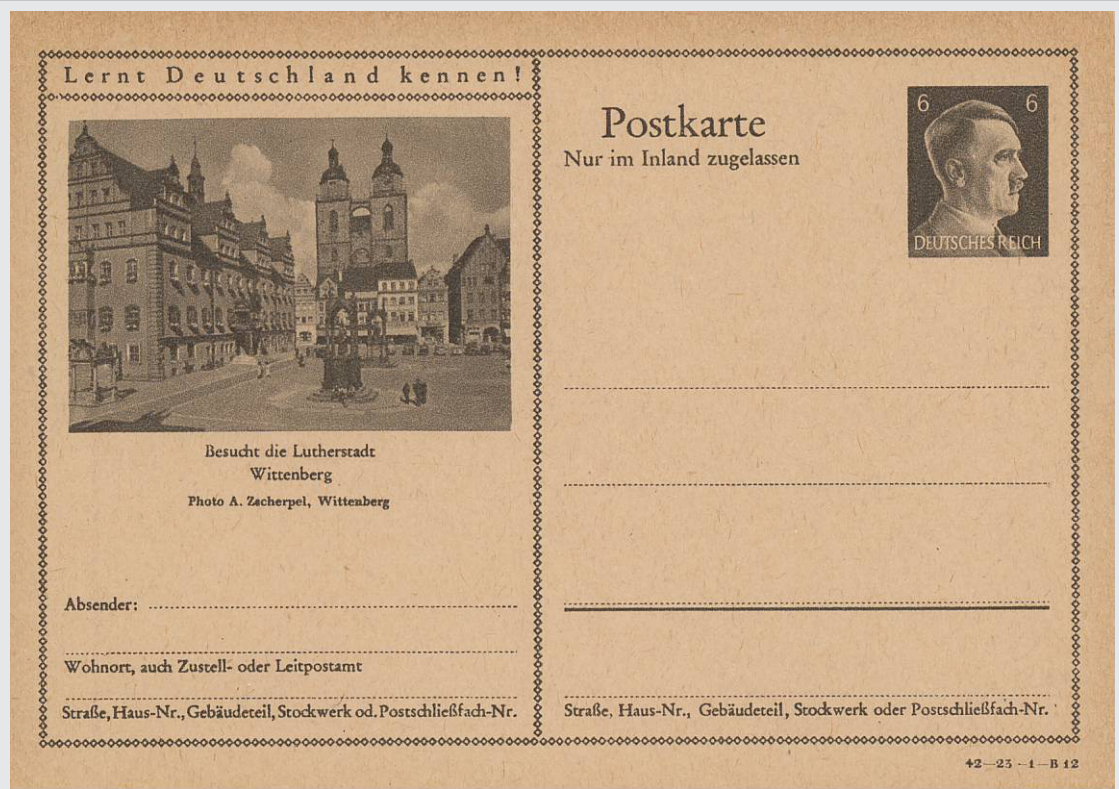 Lernt Deutschland kennen!
Besucht die Lutherstadt
Wittenberg
Photo A. Zscherpel, Wittenberg
Absender:
Wohnort, auch Zustell- oder Leitpostamt
Straße, Haus-Nr., Gebäudeteil, Stockwerk od. Postschließfach-Nr.
Postkarte
Nur im Inland zugelassen
6 6
DEUTSCHES REICH
Straße, Haus-Nr., Gebäudeteil, Stockwerk oder Postschließfach-Nr.
42—23 —1—B 12